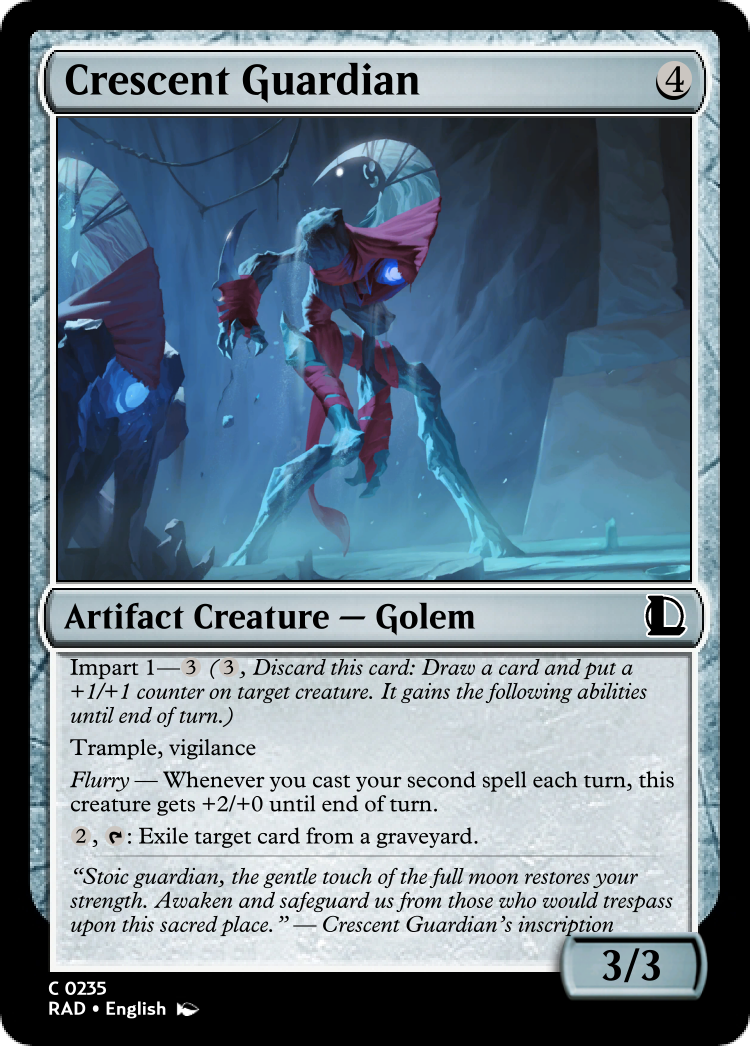 Crescent Guardian 4
Artifact Creature — Golem
Impart 1—3 (3, Discard this card: Draw a card and put a
+1/+1 counter on target creature. It gains the following abilities
until end of turn.)
Trample, vigilance
Flurry — Whenever you cast your second spell each turn, this
creature gets +2/+0 until end of turn.
2, : Exile target card from a graveyard.
“Stoic guardian, the gentle touch of the full moon restores your
strength. Awaken and safeguard us from those who would trespass
upon this sacred place.” — Crescent Guardian’s inscription
3/3
C 0235
RAD • English